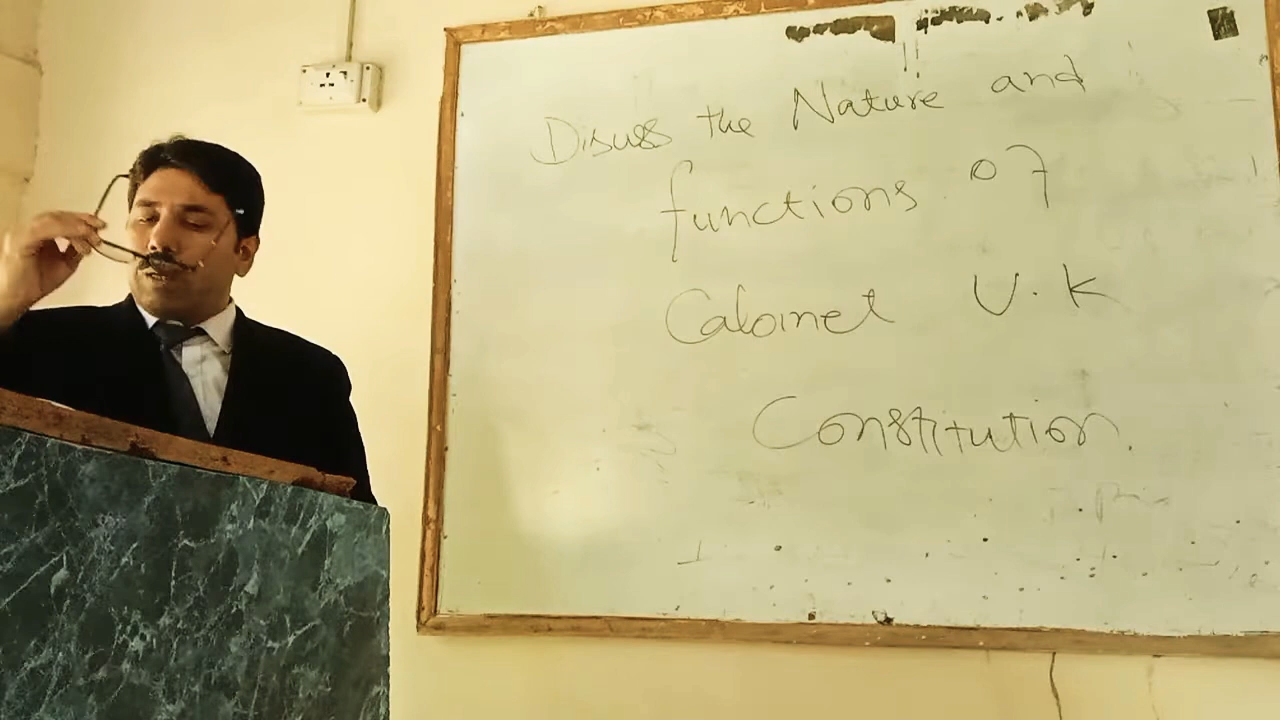 Discuss the Nature and
functions of
Cabinet U.K
Constitution.